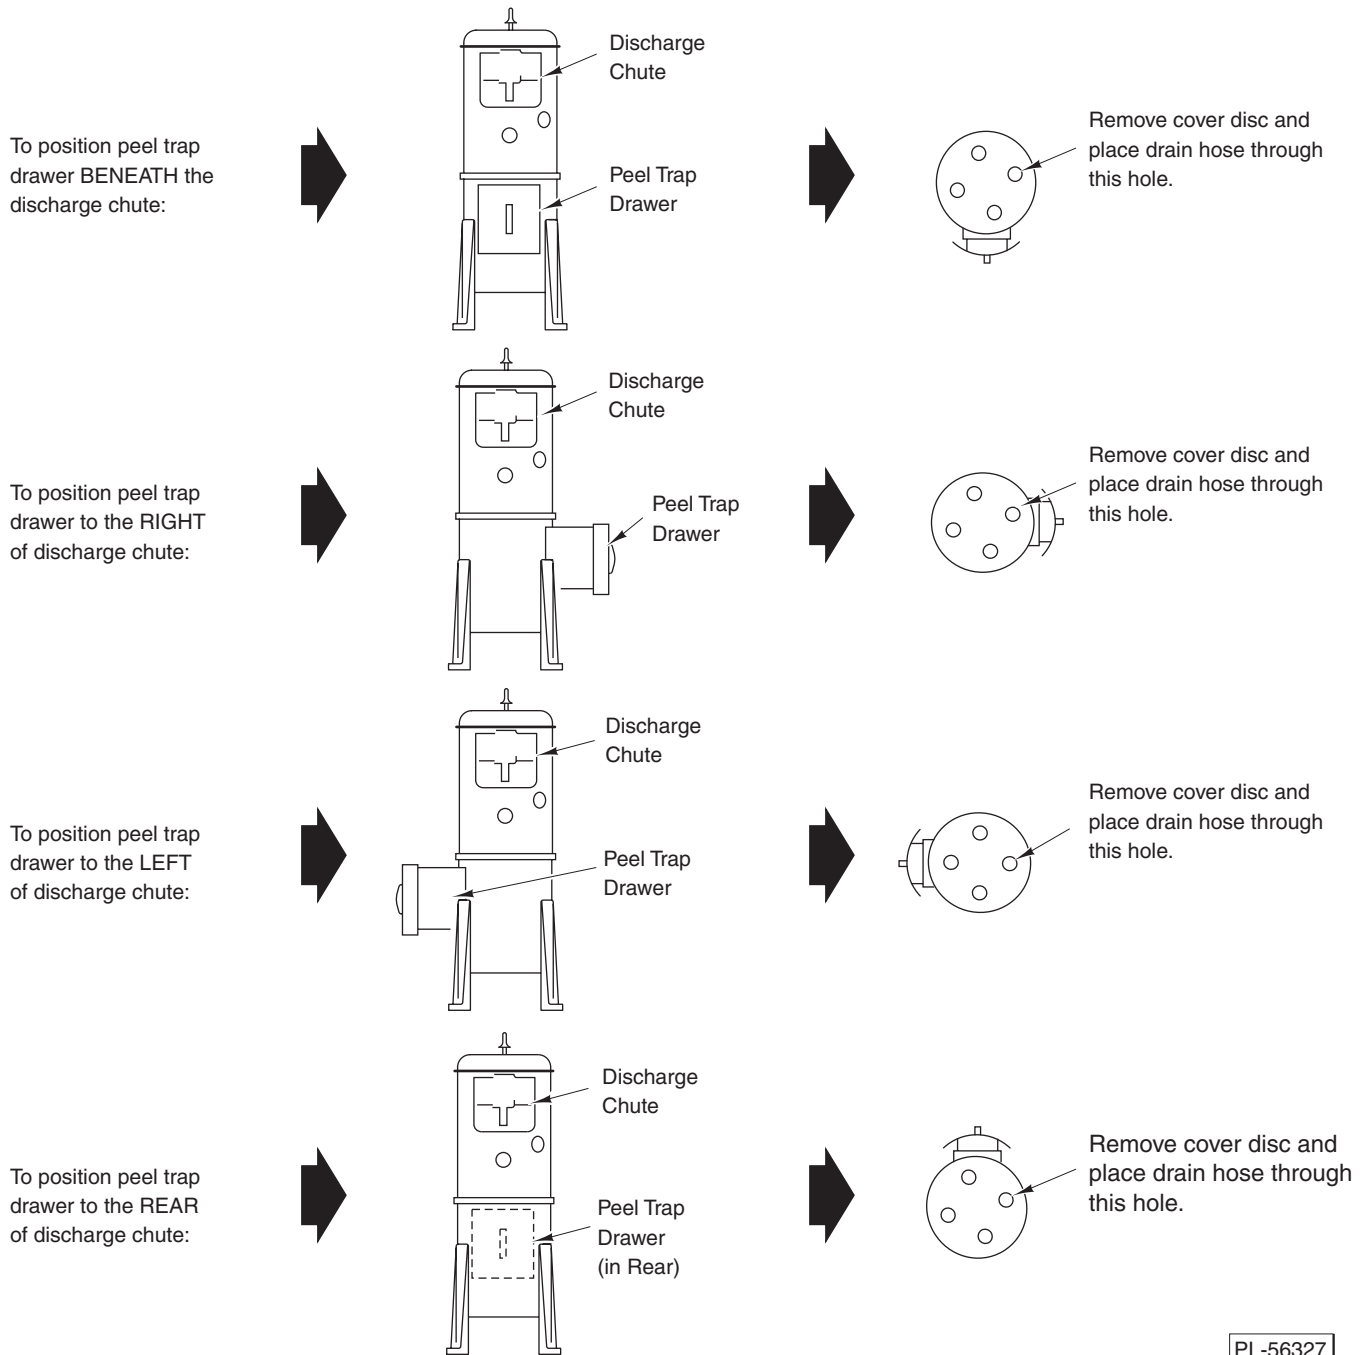 To position peel trap
drawer BENEATH the
discharge chute:
Discharge
Chute
Peel Trap
Drawer
Remove cover disc and
place drain hose through
this hole.
To position peel trap
drawer to the RIGHT
of discharge chute:
Discharge
Chute
Peel Trap
Drawer
Remove cover disc and
place drain hose through
this hole.
To position peel trap
drawer to the LEFT
of discharge chute:
Discharge
Chute
Peel Trap
Drawer
Remove cover disc and
place drain hose through
this hole.
To position peel trap
drawer to the REAR
of discharge chute:
Discharge
Chute
Peel Trap
Drawer
(in Rear)
Remove cover disc and
place drain hose through
this hole.
PL-56327